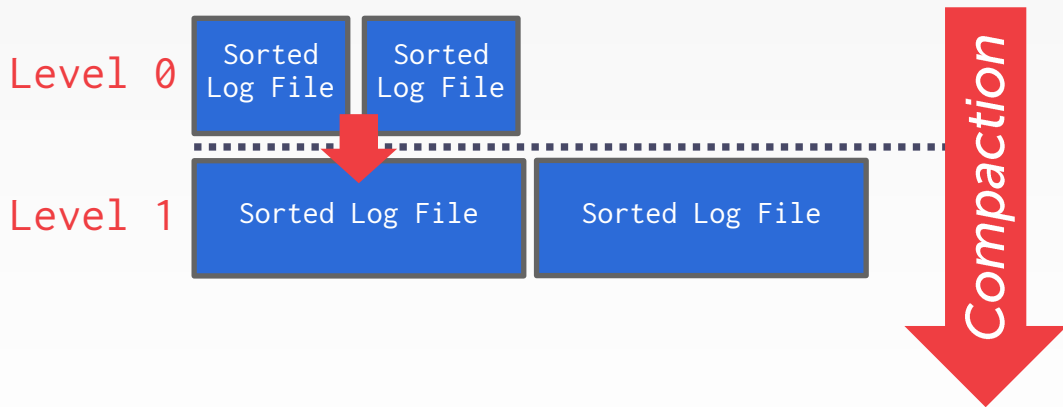 Level 0
Sorted
Log File
Sorted
Log File
Level 1
Sorted Log File
Sorted Log File
Compaction